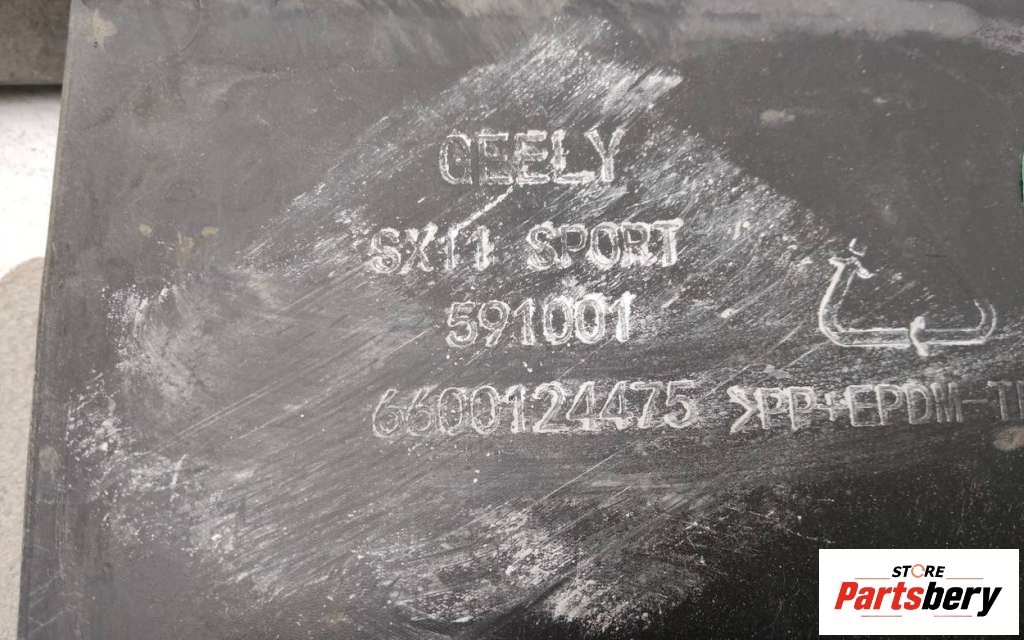 GEELY
SX11 SPORT
591001
6600124475 >PP+EPDM-T
STORE
Partsbery